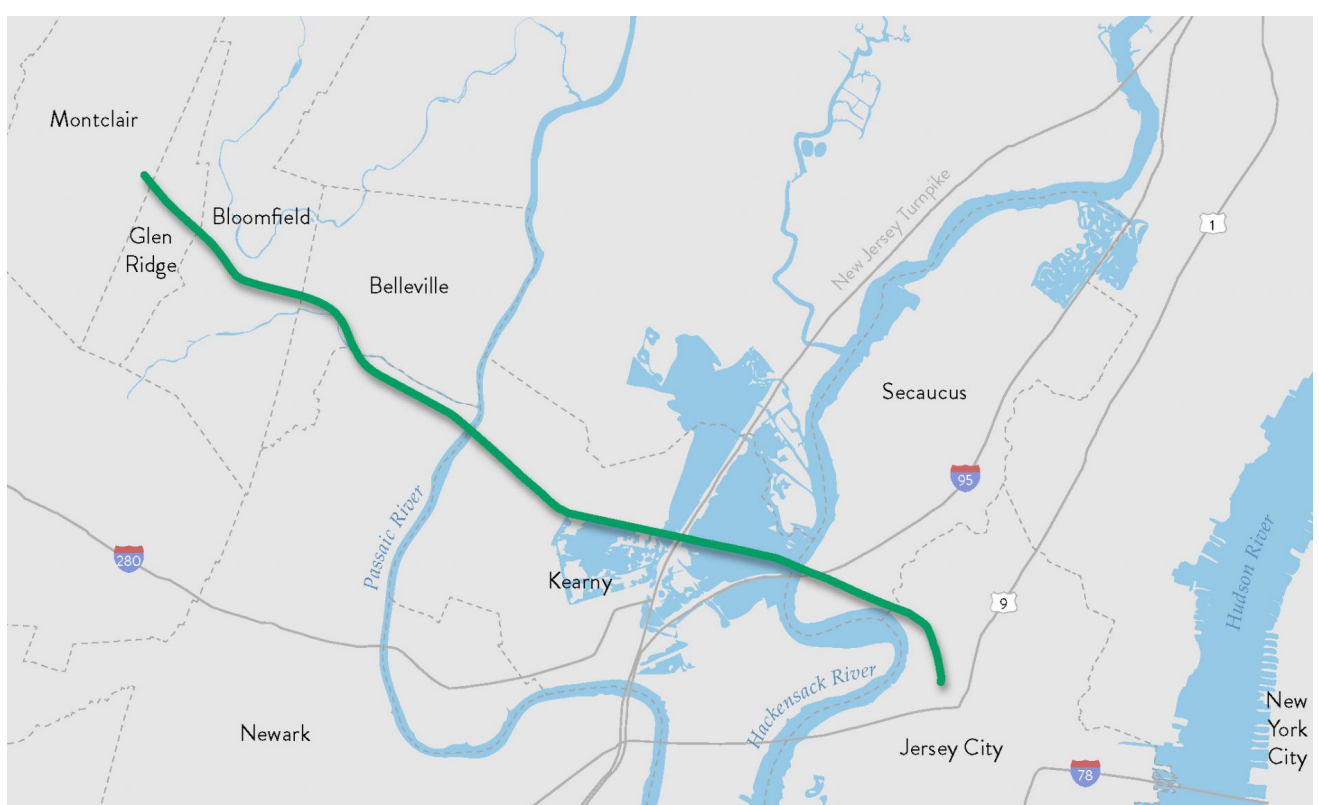 Montclair
Bloomfield
Glen
Ridge
Belleville
New Jersey Turnpike
1
Secaucus
95
Passaic River
280
Kearny
9
Hudson River
Hackensack River
Newark
Jersey City
New
York
City
78